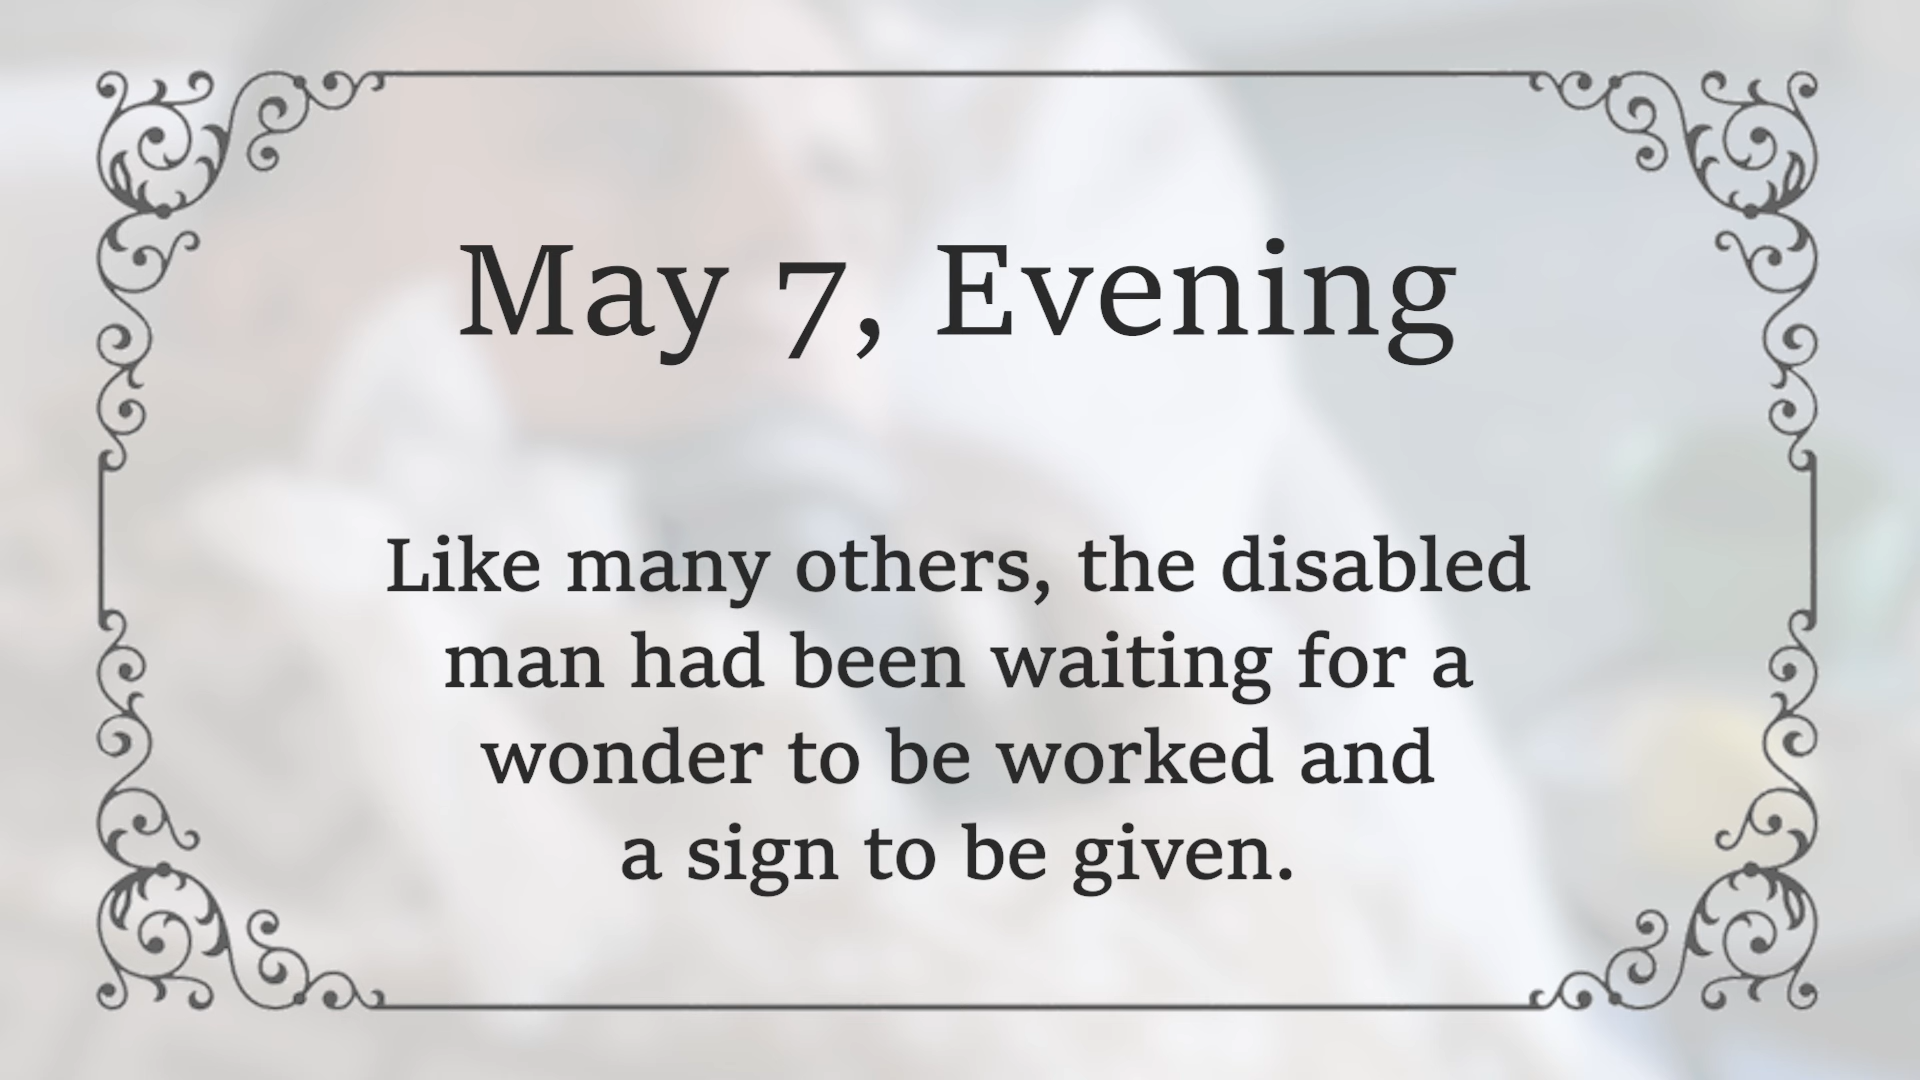 May 7, Evening
Like many others, the disabled
man had been waiting for a
wonder to be worked and
a sign to be given.